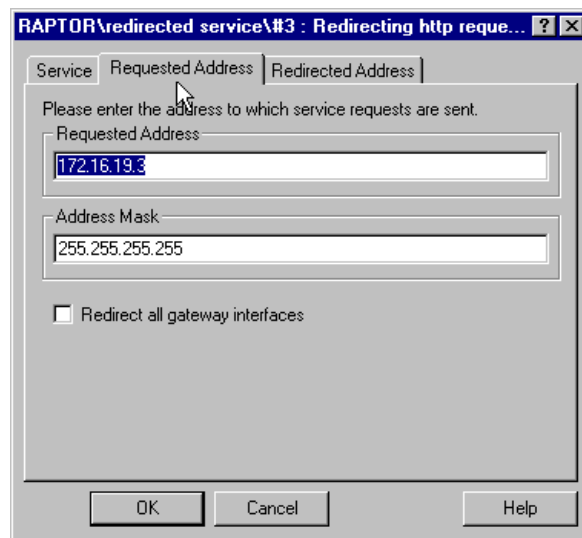 RAPTOR\redirected service\#3 : Redirecting http reque...
Service Requested Address Redirected Address
Please enter the address to which service requests are sent.
Requested Address
172.16.19.3
Address Mask
255.255.255.255
Redirect all gateway interfaces
OK Cancel Help